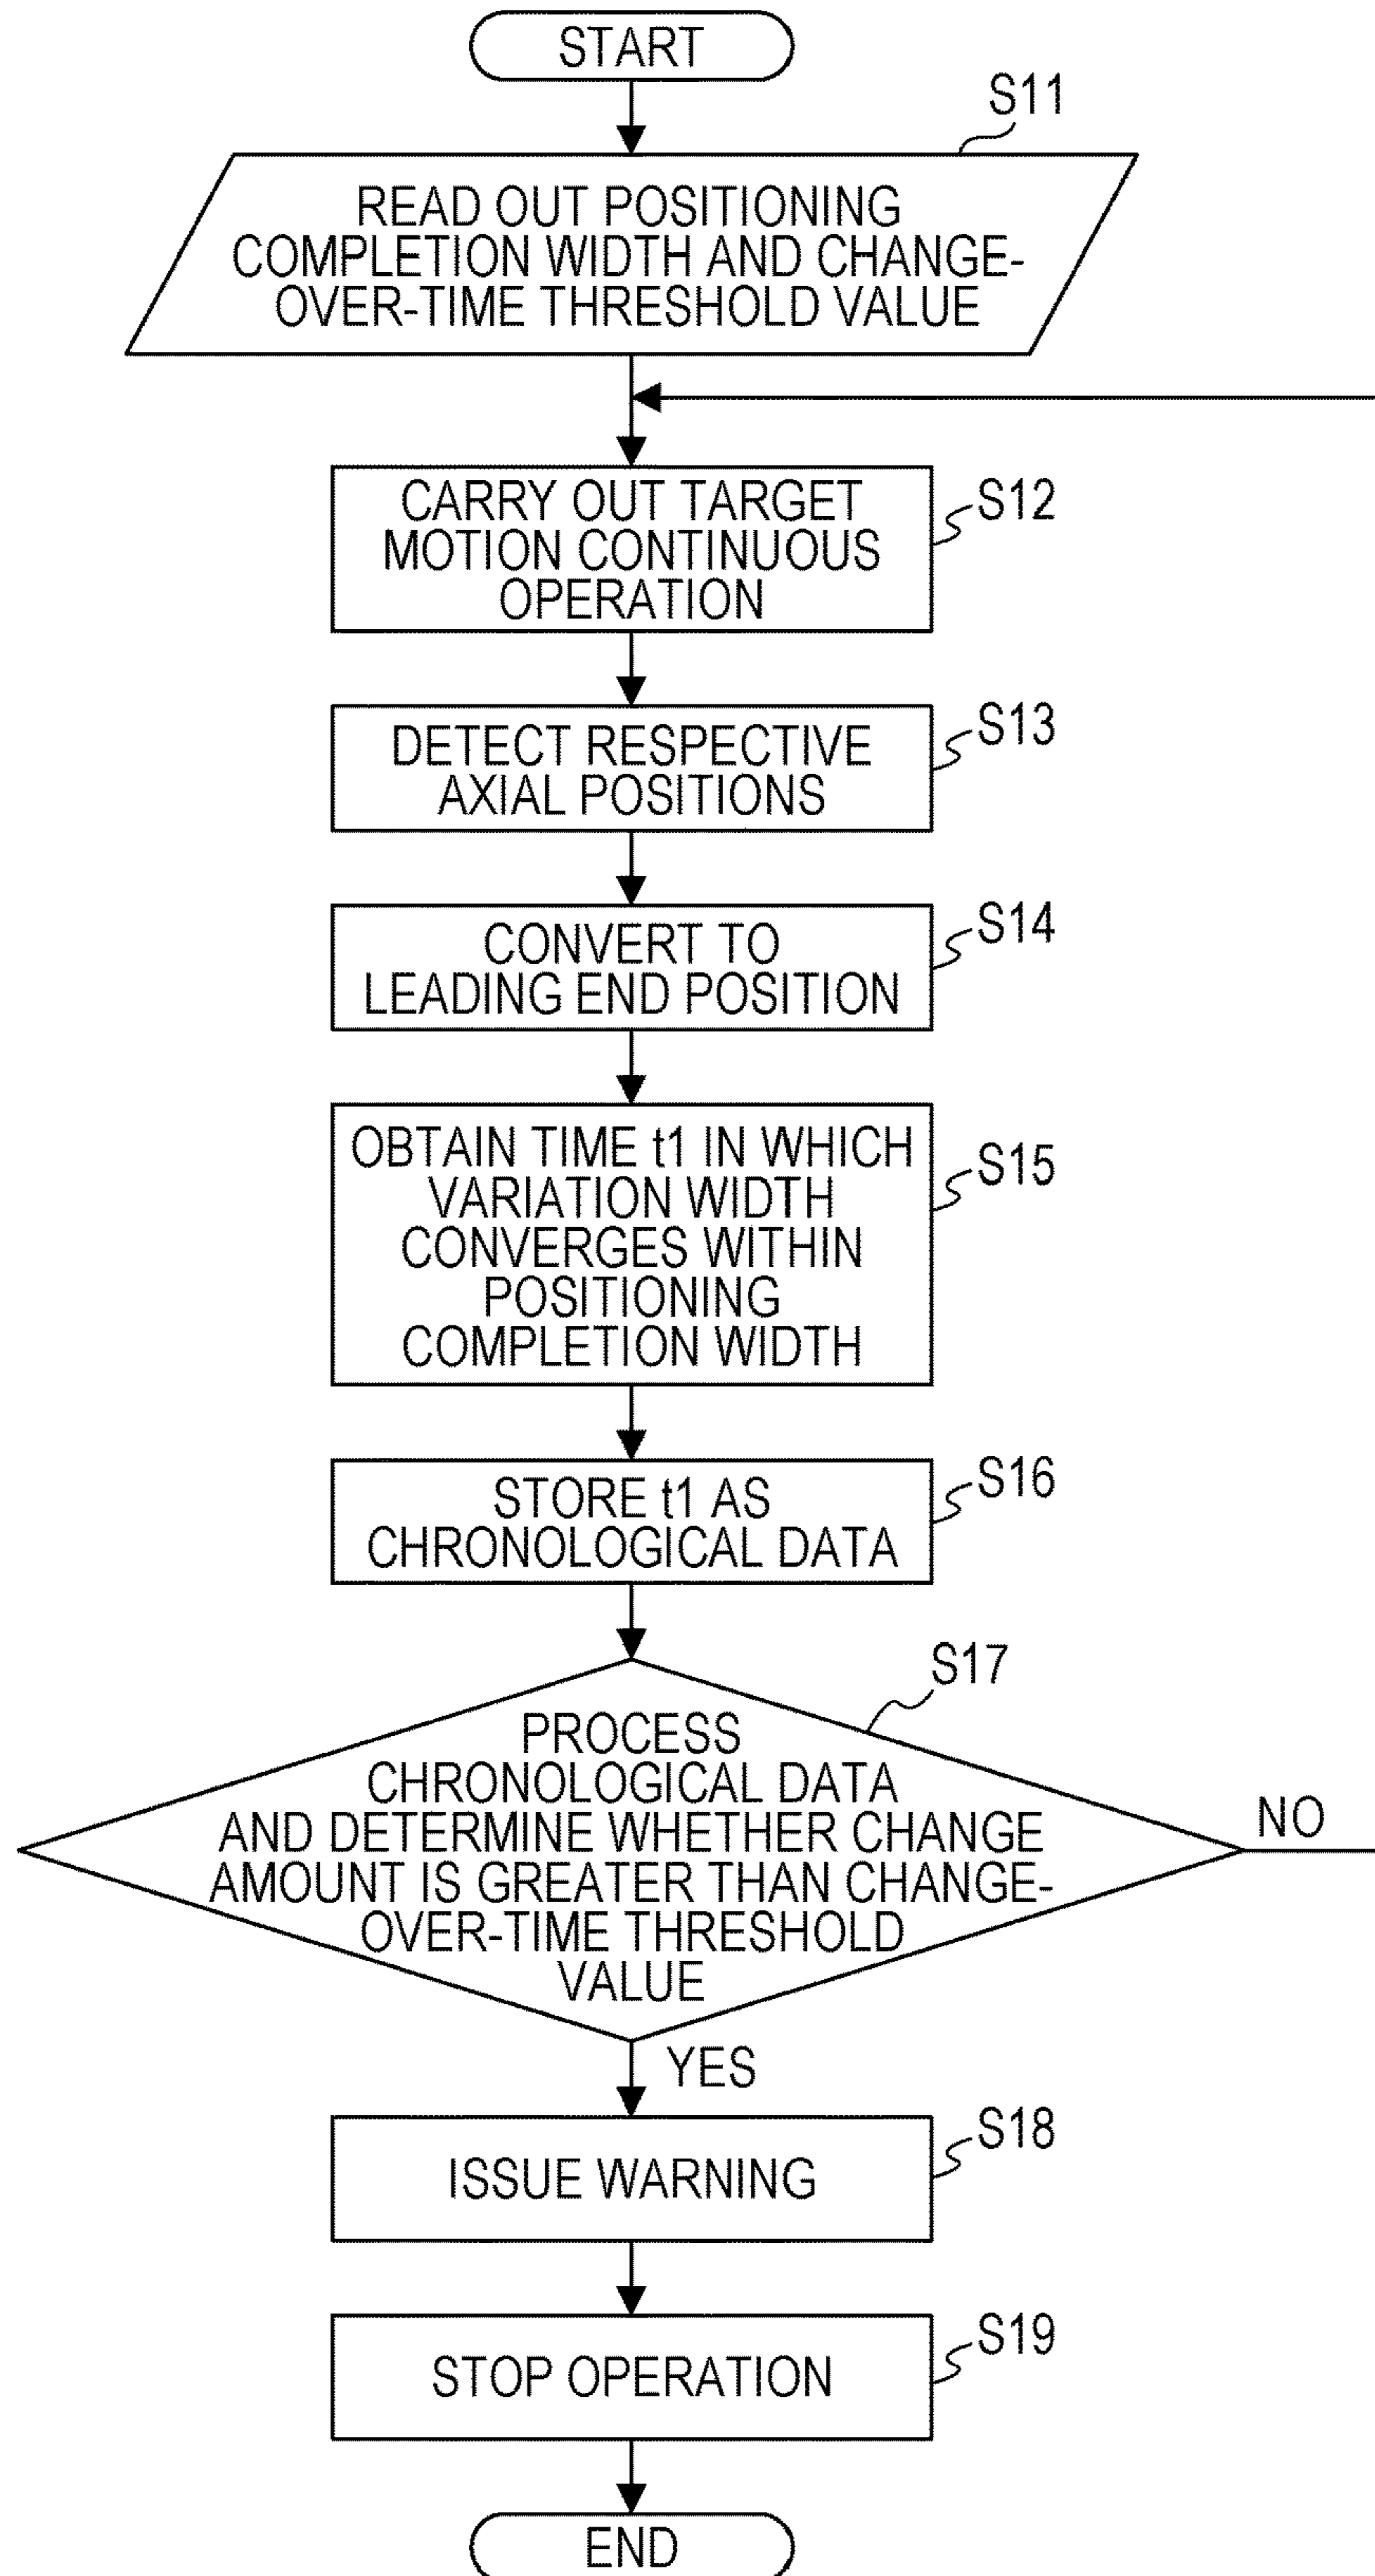 START
S11
READ OUT POSITIONING
COMPLETION WIDTH AND CHANGE-
OVER-TIME THRESHOLD VALUE
CARRY OUT TARGET
MOTION CONTINUOUS
OPERATION
S12
DETECT RESPECTIVE
AXIAL POSITIONS
S13
CONVERT TO
LEADING END POSITION
S14
OBTAIN TIME t1 IN WHICH
VARIATION WIDTH
CONVERGES WITHIN
POSITIONING
COMPLETION WIDTH
S15
STORE t1 AS
CHRONOLOGICAL DATA
S16
S17
PROCESS
CHRONOLOGICAL DATA
AND DETERMINE WHETHER CHANGE
AMOUNT IS GREATER THAN CHANGE-
OVER-TIME THRESHOLD
VALUE
NO
YES
ISSUE WARNING
S18
STOP OPERATION
S19
END